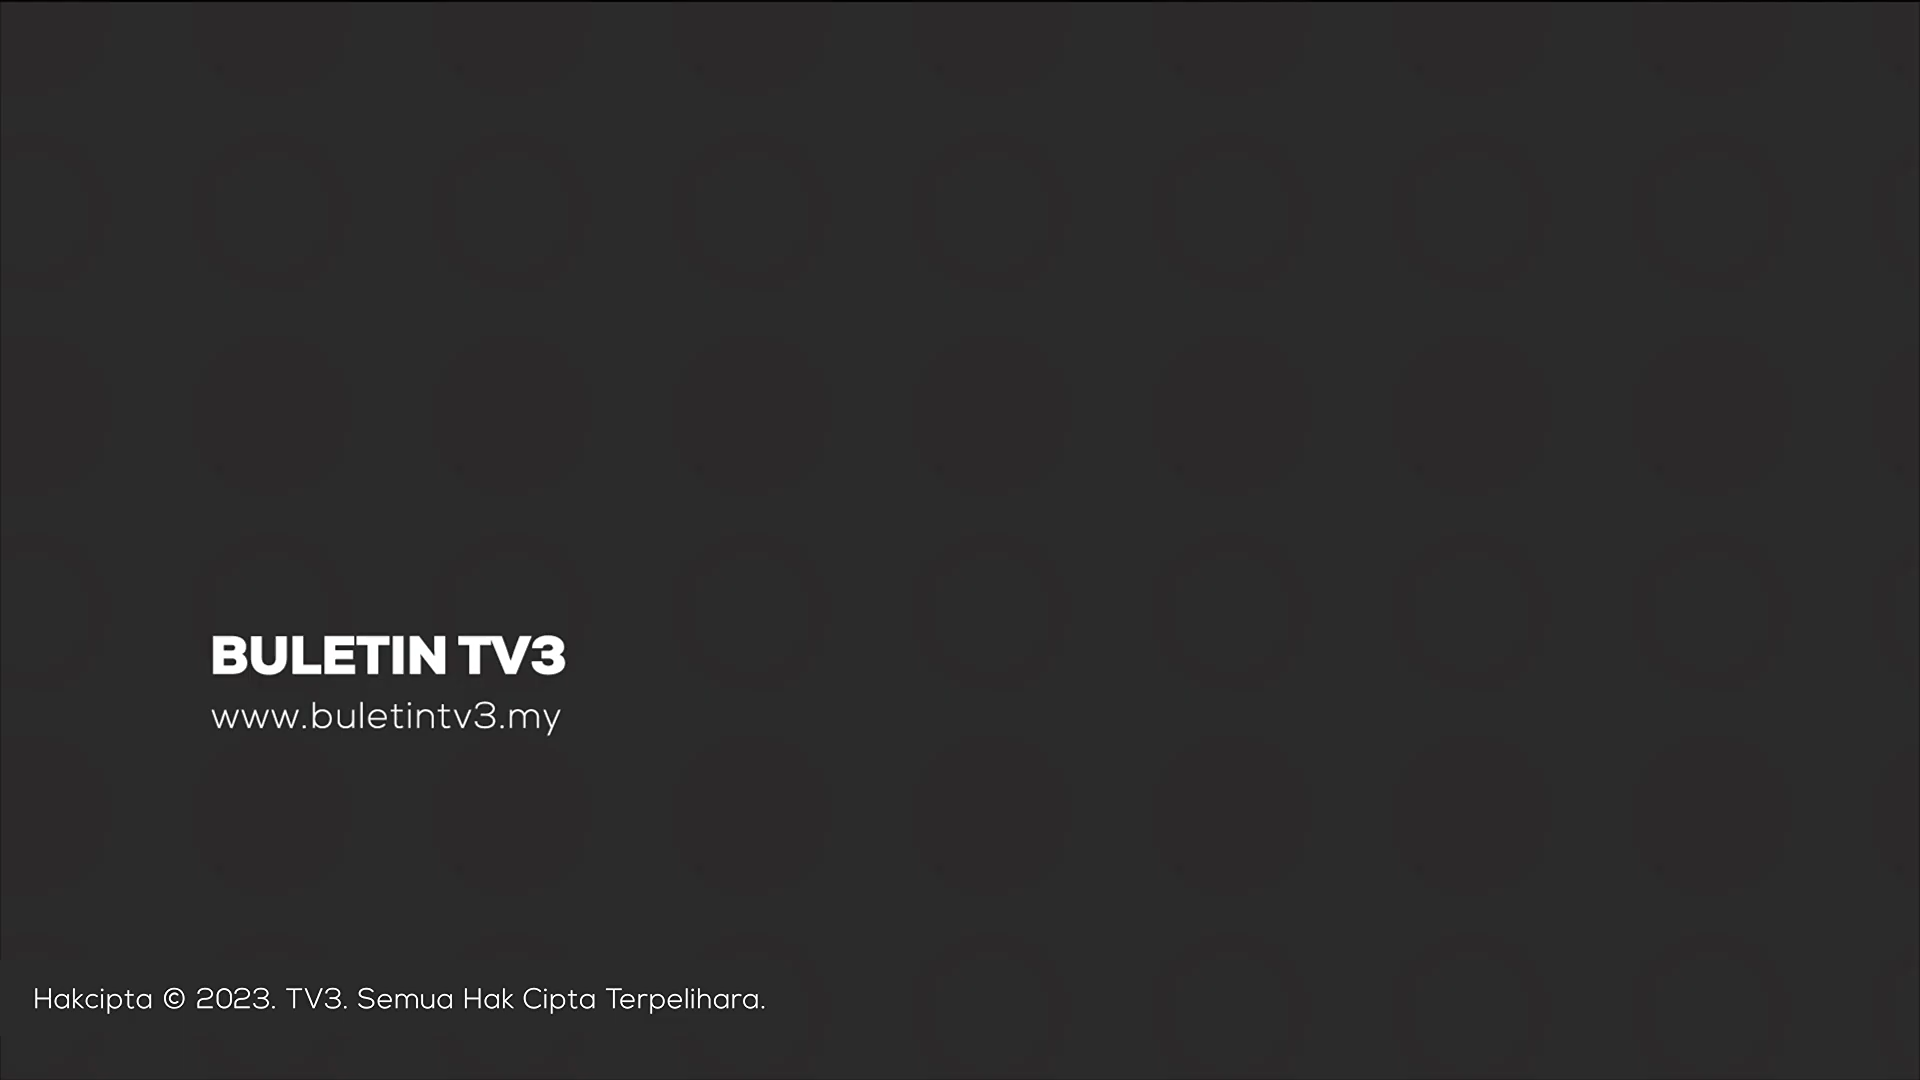 BULETIN TV3
www.buletintv3.my
Hakcipta © 2023. TV3. Semua Hak Cipta Terpelihara.